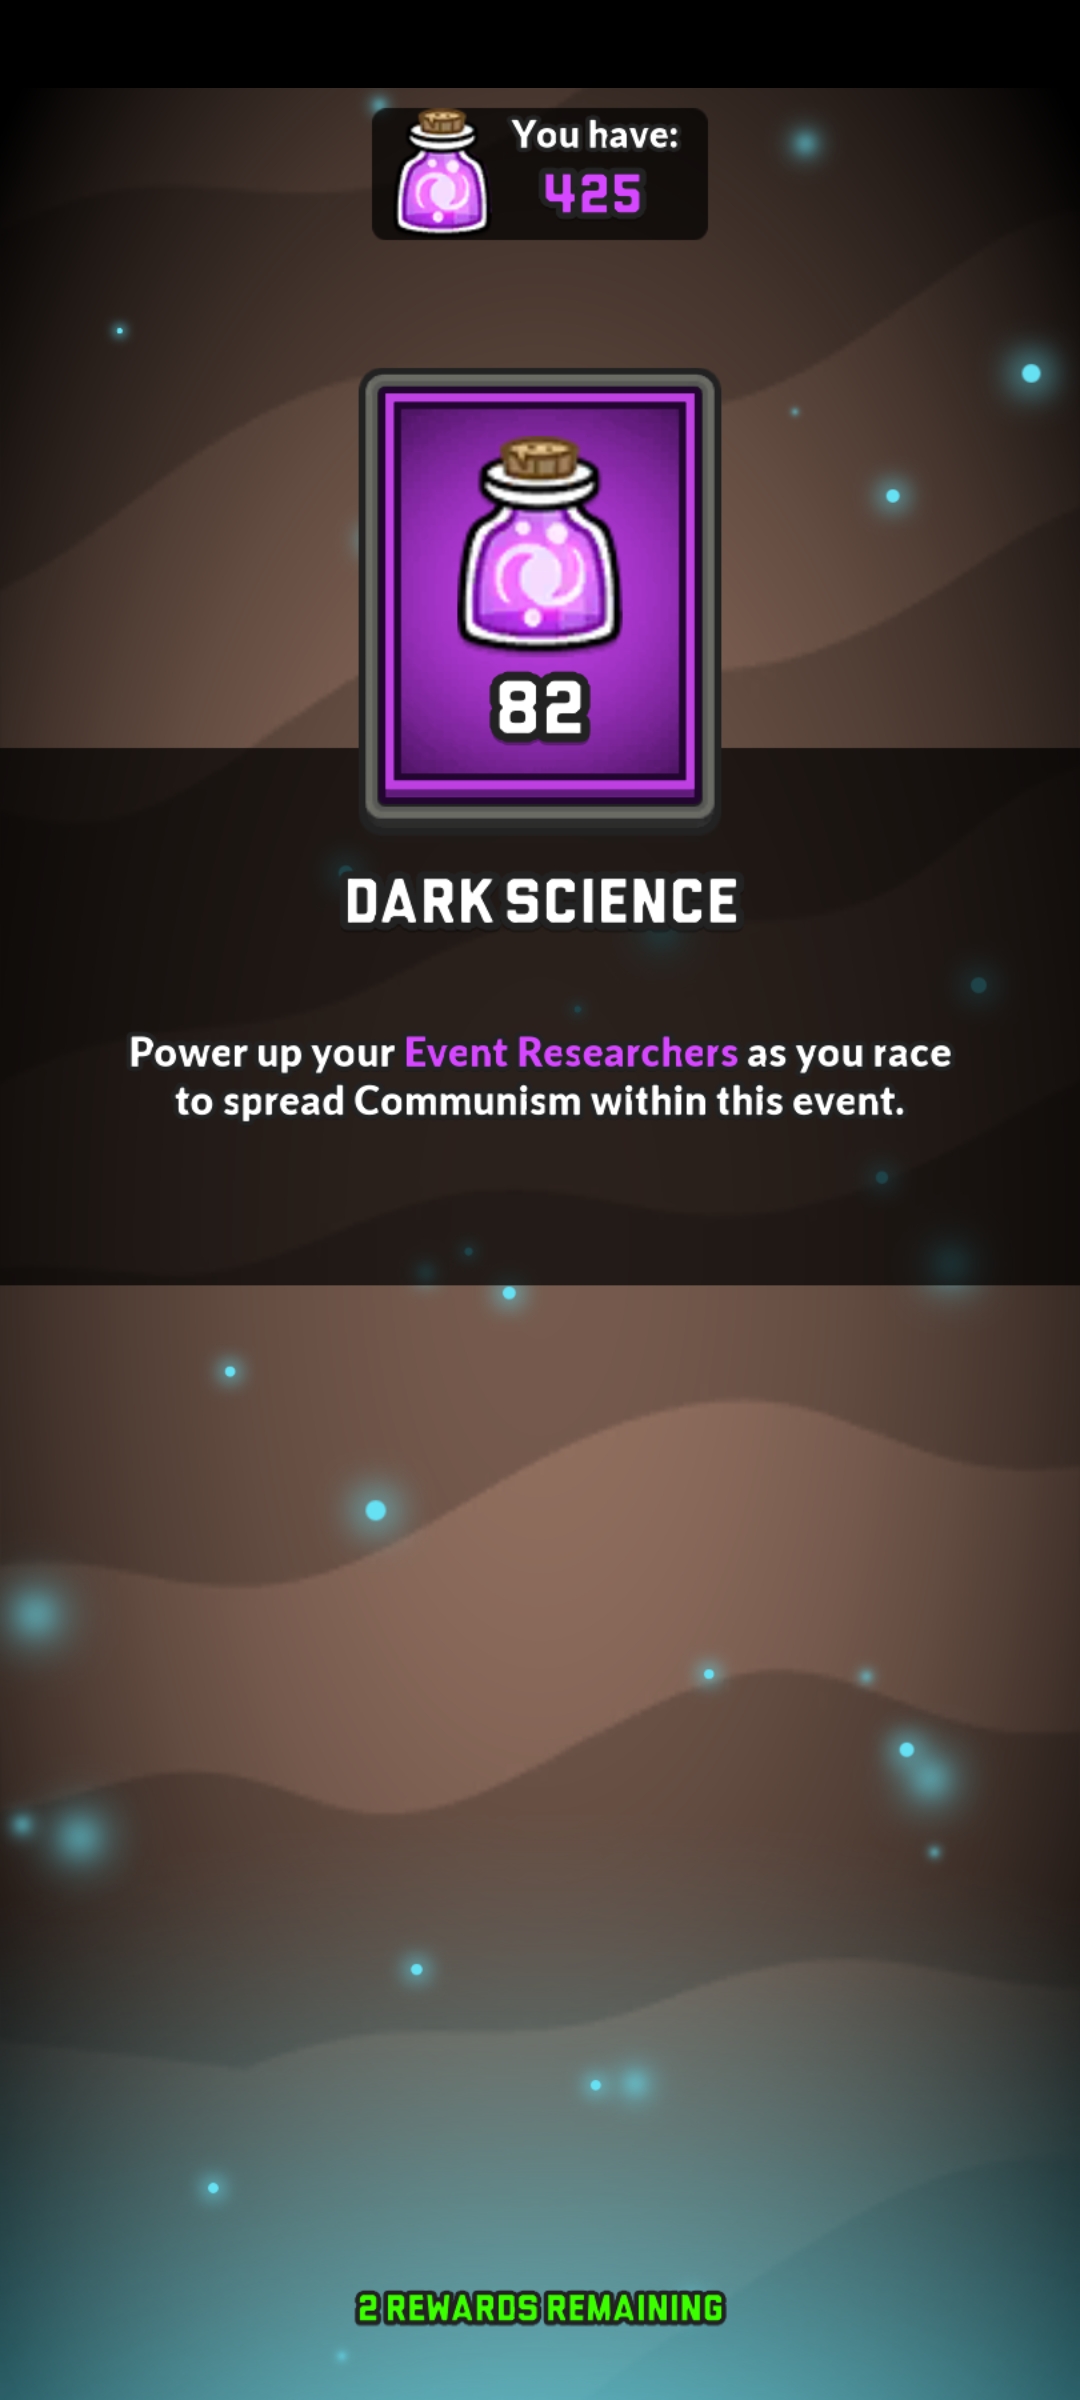 You have:
425
82
DARK SCIENCE
Power up your Event Researchers as you race
to spread Communism within this event.
2 REWARDS REMAINING